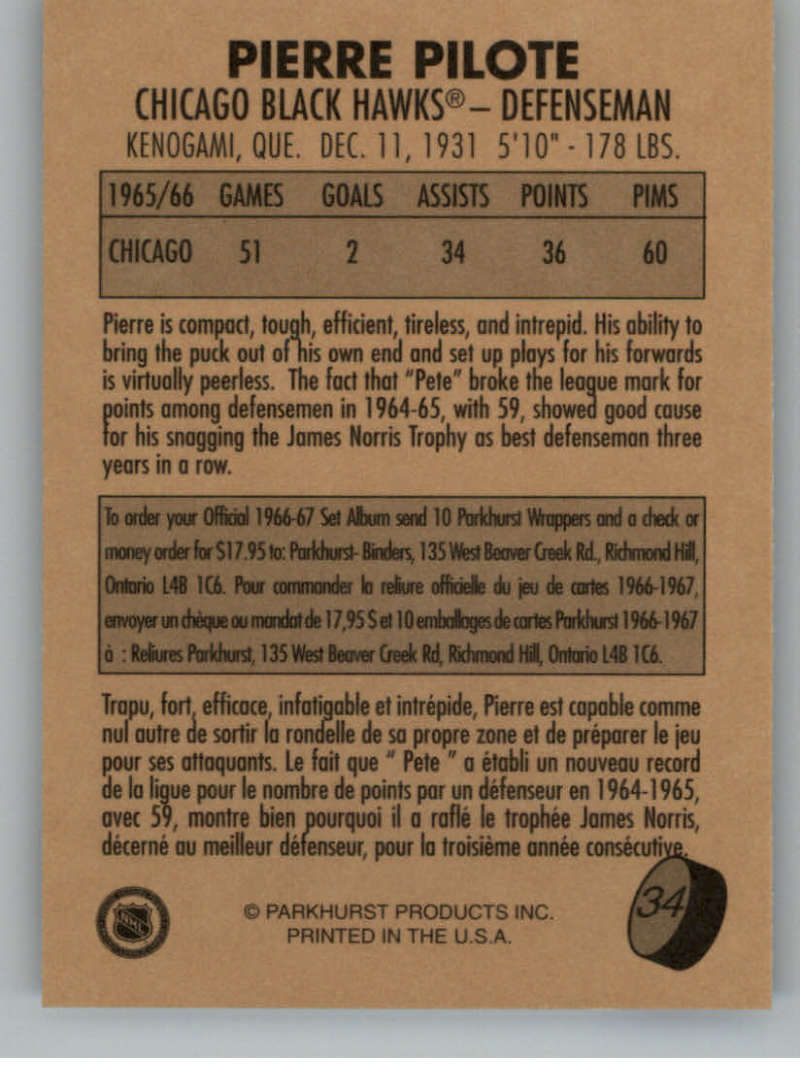 PIERRE PILOTE
CHICAGO BLACK HAWKS® – DEFENSEMAN
KENOGAMI, QUE. DEC. 11, 1931 5'10" - 178 LBS.
1965/66 GAMES GOALS ASSISTS POINTS PIMS
CHICAGO 51 2 34 36 60
Pierre is compact, tough, efficient, tireless, and intrepid. His ability to
bring the puck out of his own end and set up plays for his forwards
is virtually peerless. The fact that "Pete" broke the league mark for
points among defensemen in 1964-65, with 59, showed good cause
for his snagging the James Norris Trophy as best defenseman three
years in a row.
To order your Official 1966-67 Set Album send 10 Parkhurst Wrappers and a check or
money order for $17.95 to: Parkhurst- Binders, 135 West Beaver Creek Rd., Richmond Hill,
Ontario L4B 1C6. Pour commander la reliure officielle du jeu de cartes 1966-1967,
envoyer un chèque ou mandat de 17,95 $ et 10 emballages de cartes Parkhurst 1966-1967
à : Reliures Parkhurst, 135 West Beaver Creek Rd, Richmond Hill, Ontario L4B 1C6.
Trapu, fort, efficace, infatigable et intrépide, Pierre est capable comme
nul autre de sortir la rondelle de sa propre zone et de préparer le jeu
pour ses attaquants. Le fait que " Pete " a établi un nouveau record
de la ligue pour le nombre de points par un défenseur en 1964-1965,
avec 59, montre bien pourquoi il a raflé le trophée James Norris,
décerné au meilleur défenseur, pour la troisième année consécutive.
34
NHL
© PARKHURST PRODUCTS INC.
PRINTED IN THE U.S.A.